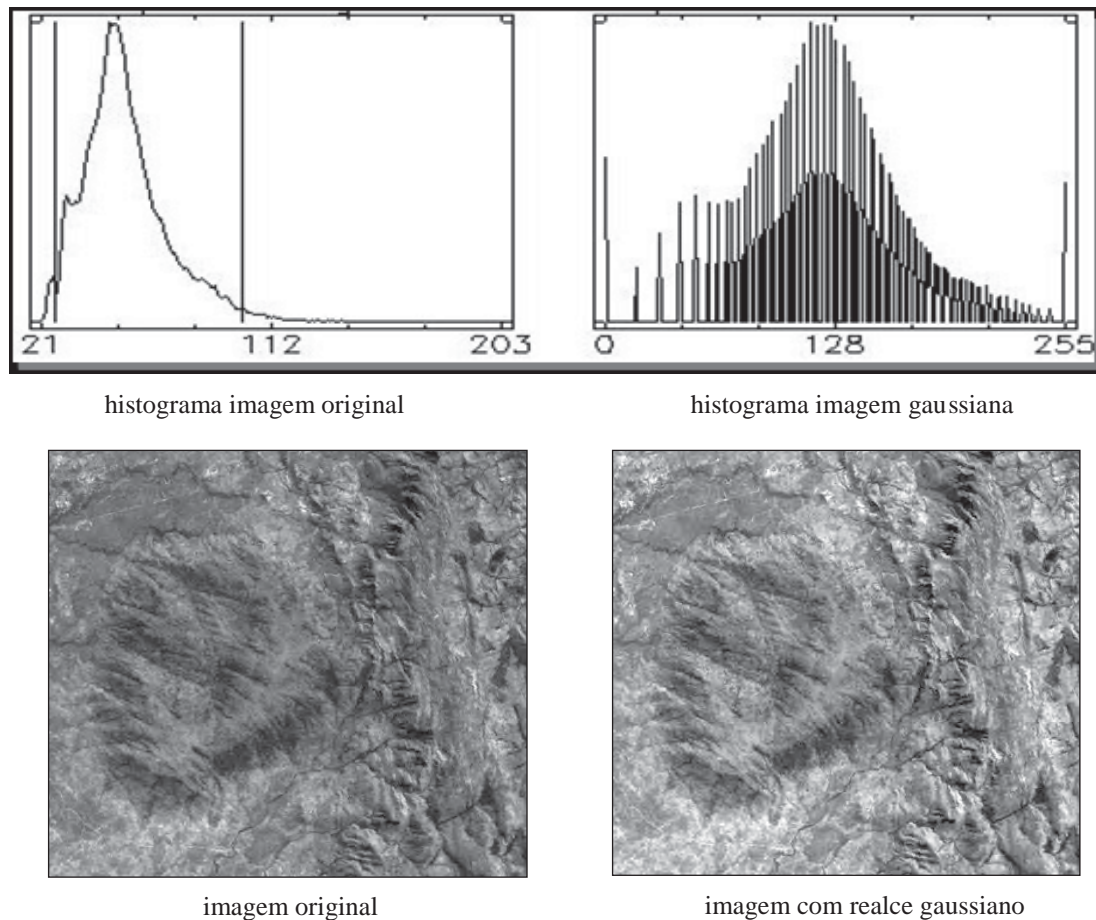 21 112 203
0 128 255
histograma imagem original
histograma imagem gaussiana
imagem original
imagem com realce gaussiano